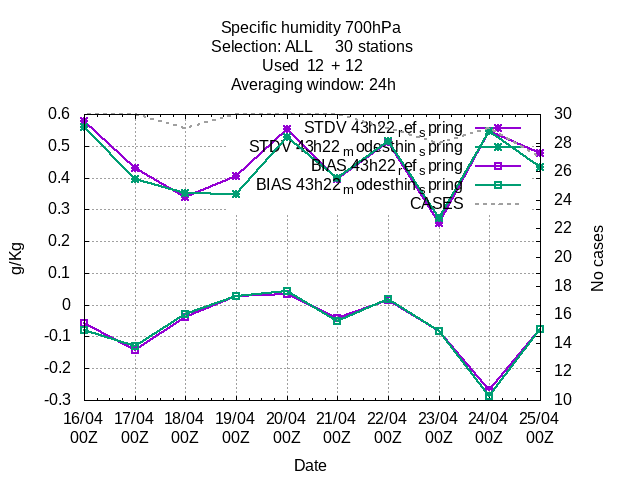 Specific humidity 700hPa
Selection: ALL 30 stations
Used 12 + 12
Averaging window: 24h
0.6 STDV 43h22refspring 30
0.5 STDV 43h22modesthinspring 28
BIAS 43h22refspring
0.4 BIAS 43h22modesthinspring 26
0.3 CASES 24
0.2 22
0.1 20
0 18
-0.1 16
-0.2 14
-0.3 12
10
g/Kg
No cases
16/04 17/04 18/04 19/04 20/04 21/04 22/04 23/04 24/04 25/04
00Z 00Z 00Z 00Z 00Z 00Z 00Z 00Z 00Z 00Z
Date